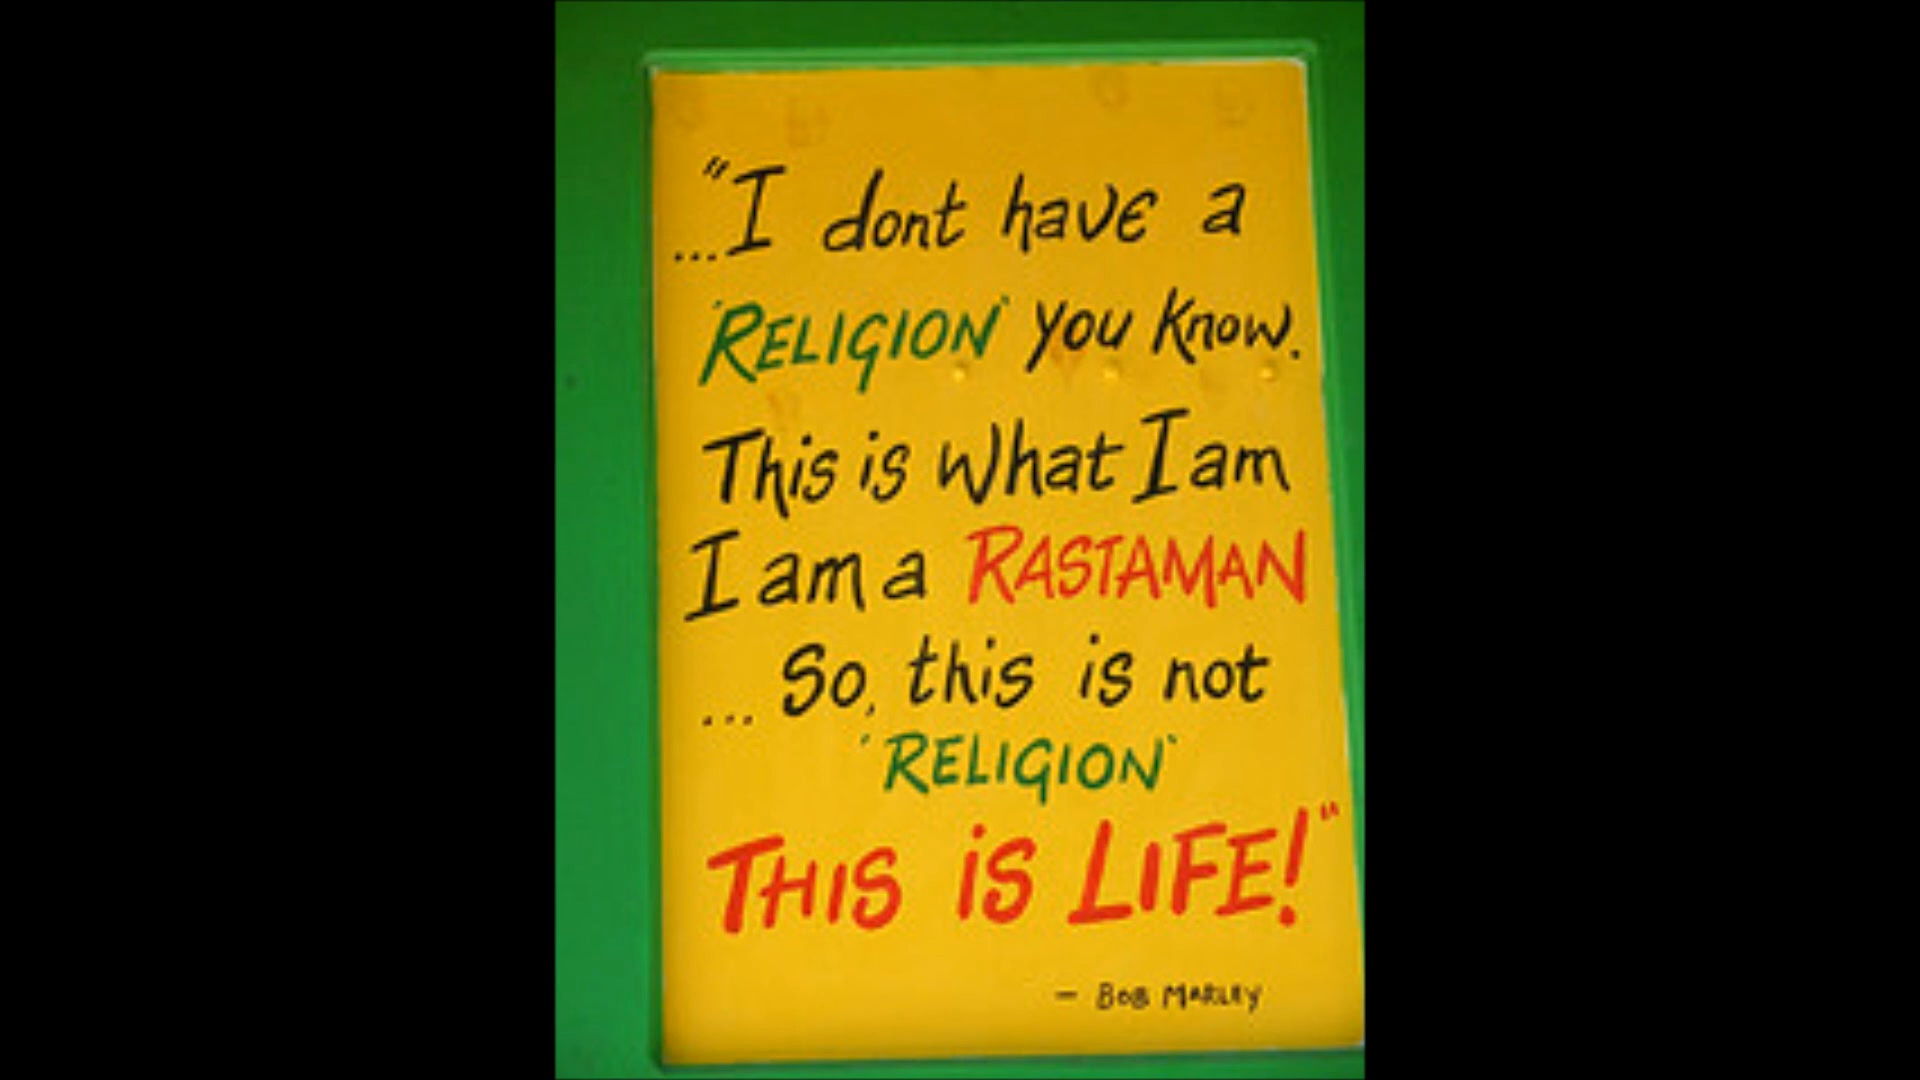 "I dont have a
...
'RELIGION' you know.
This is what I am
I am a RASTAMAN
... So, this is not
'RELIGION'
THIS IS LIFE!"
- BOB MARLEY